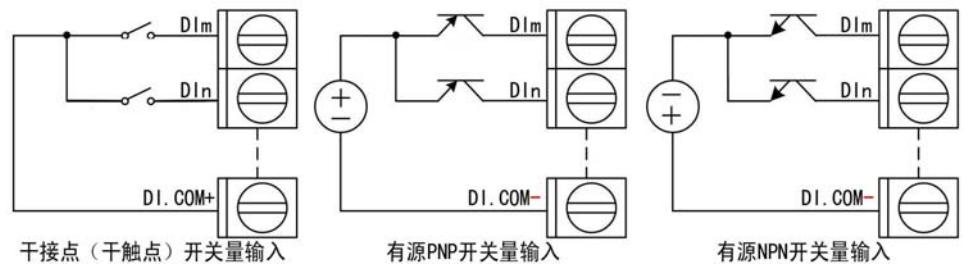 DIm
DIn
DI.COM+
干接点（干触点）开关量输入
+
-
DIm
DIn
DI.COM-
有源PNP开关量输入
-
+
DIm
DIn
DI.COM-
有源NPN开关量输入